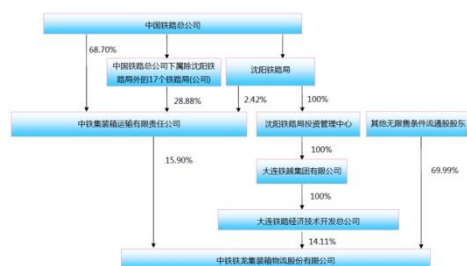 中国铁路总公司
68.70%
中国铁路总公司下属除沈阳铁
路局外的17个铁路局(公司)
沈阳铁路局
28.88%
2.42%
100%
中铁集装箱运输有限责任公司
沈阳铁路局投资管理中心
其他无限售条件流通股股东
15.90%
100%
大连铁越集团有限公司
69.99%
100%
大连铁路经济技术开发总公司
14.11%
中铁铁龙集装箱物流股份有限公司